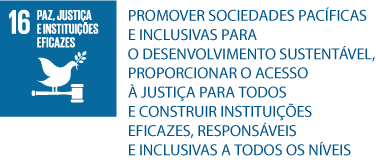 16 PAZ, JUSTIÇA
E INSTITUIÇÕES
EFICAZES
PROMOVER SOCIEDADES PACÍFICAS
E INCLUSIVAS PARA
O DESENVOLVIMENTO SUSTENTÁVEL,
PROPORCIONAR O ACESSO
À JUSTIÇA PARA TODOS
E CONSTRUIR INSTITUIÇÕES
EFICAZES, RESPONSÁVEIS
E INCLUSIVAS A TODOS OS NÍVEIS